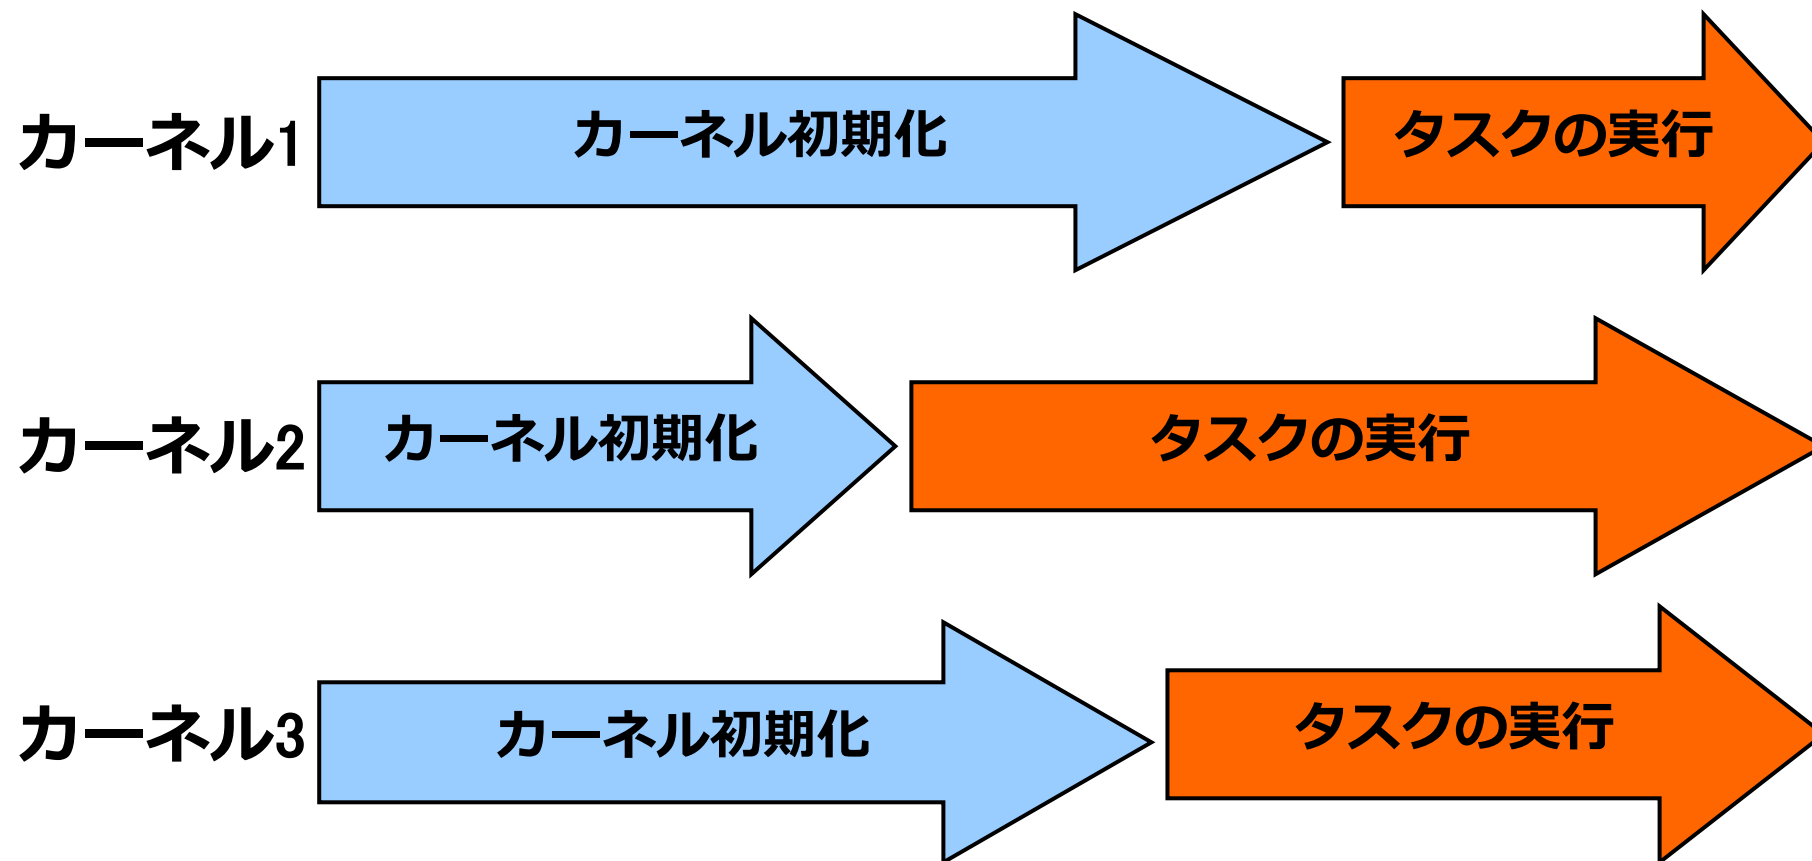 カーネル1
カーネル初期化
タスクの実行
カーネル2
カーネル初期化
タスクの実行
カーネル3
カーネル初期化
タスクの実行